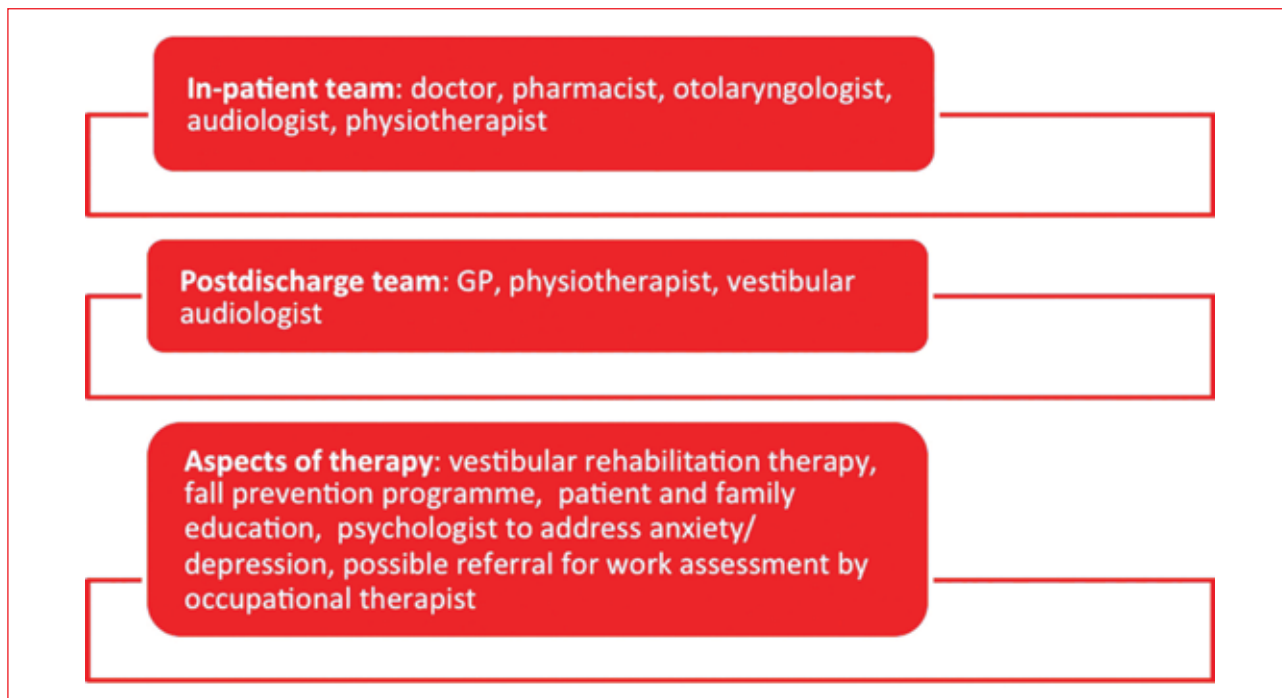 In-patient team: doctor, pharmacist, otolaryngologist,
audiologist, physiotherapist
Postdischarge team: GP, physiotherapist, vestibular
audiologist
Aspects of therapy: vestibular rehabilitation therapy,
fall prevention programme, patient and family
education, psychologist to address anxiety/
depression, possible referral for work assessment by
occupational therapist